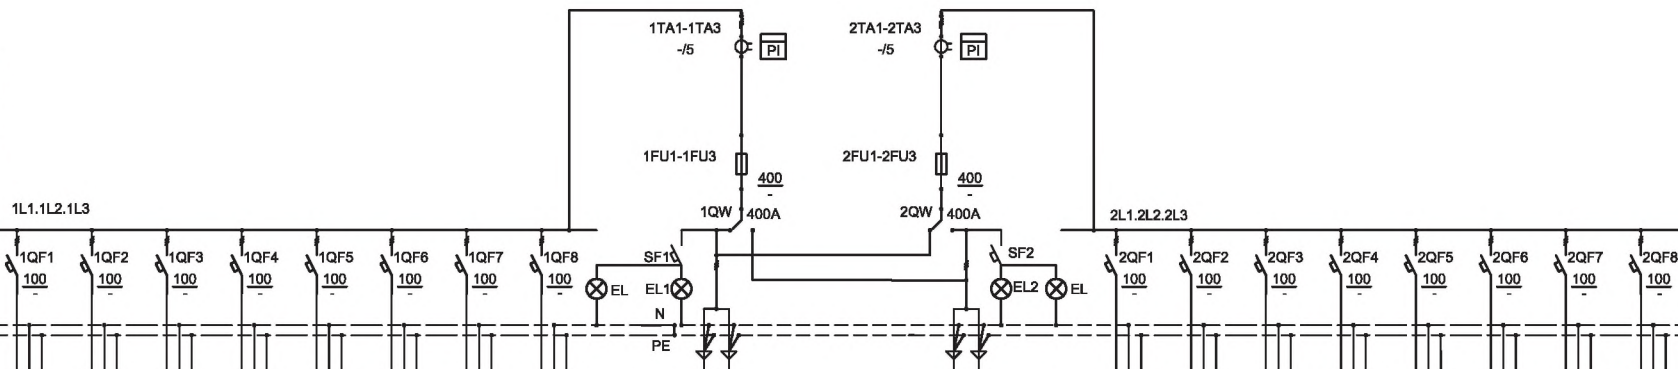 1TA1-1TA3
-/5
PI
2TA1-2TA3
-/5
PI
1FU1-1FU3
400
-
2FU1-2FU3
400
-
1L1.1L2.1L3
1QW
400A
2QW
400A
2L1.2L2.2L3
1QF1
100
-
1QF2
100
-
1QF3
100
-
1QF4
100
-
1QF5
100
-
1QF6
100
-
1QF7
100
-
1QF8
100
-
SF1
EL
EL1
SF2
EL2
EL
2QF1
100
-
2QF2
100
-
2QF3
100
-
2QF4
100
-
2QF5
100
-
2QF6
100
-
2QF7
100
-
2QF8
100
-
N
PE